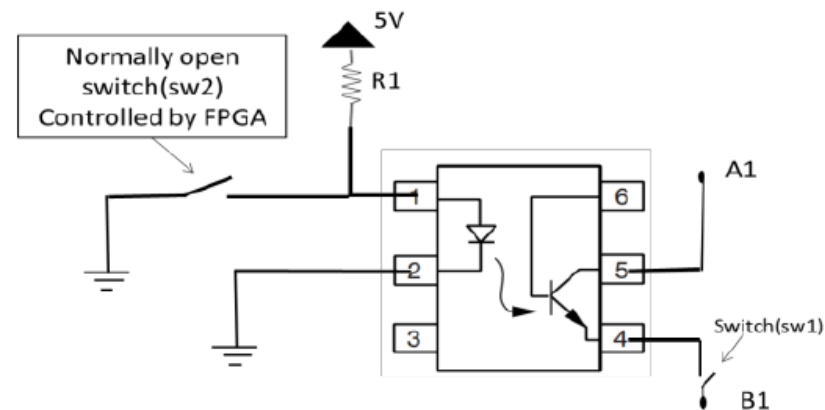 5V
Normally open
switch(sw2)
Controlled by FPGA
R1
1
6
A1
2
5
3
4
Switch(sw1)
B1